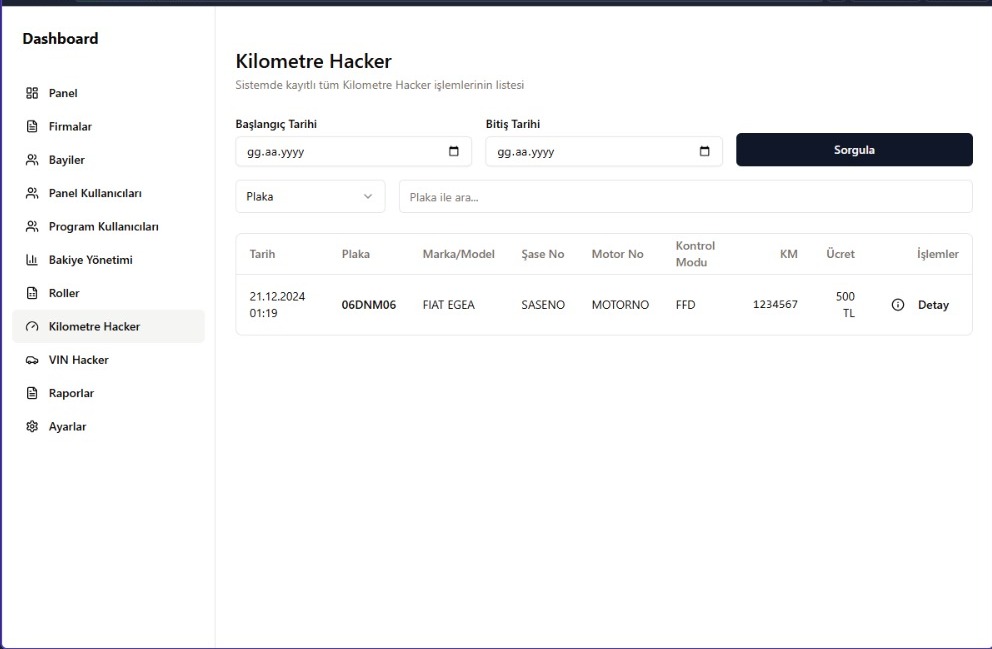 Dashboard
Panel
Firmalar
Bayiler
Panel Kullanıcıları
Program Kullanıcıları
Bakiye Yönetimi
Roller
Kilometre Hacker
VIN Hacker
Raporlar
Ayarlar
Kilometre Hacker
Sistemde kayıtlı tüm Kilometre Hacker işlemlerinin listesi
Başlangıç Tarihi
Bitiş Tarihi
gg.aa.yyyy
gg.aa.yyyy
Sorgula
Plaka
Plaka ile ara...
Tarih Plaka Marka/Model Şase No Motor No Kontrol Modu KM Ücret İşlemler
21.12.2024 01:19 06DNM06 FIAT EGEA SASENO MOTORNO FFD 1234567 500 TL Detay